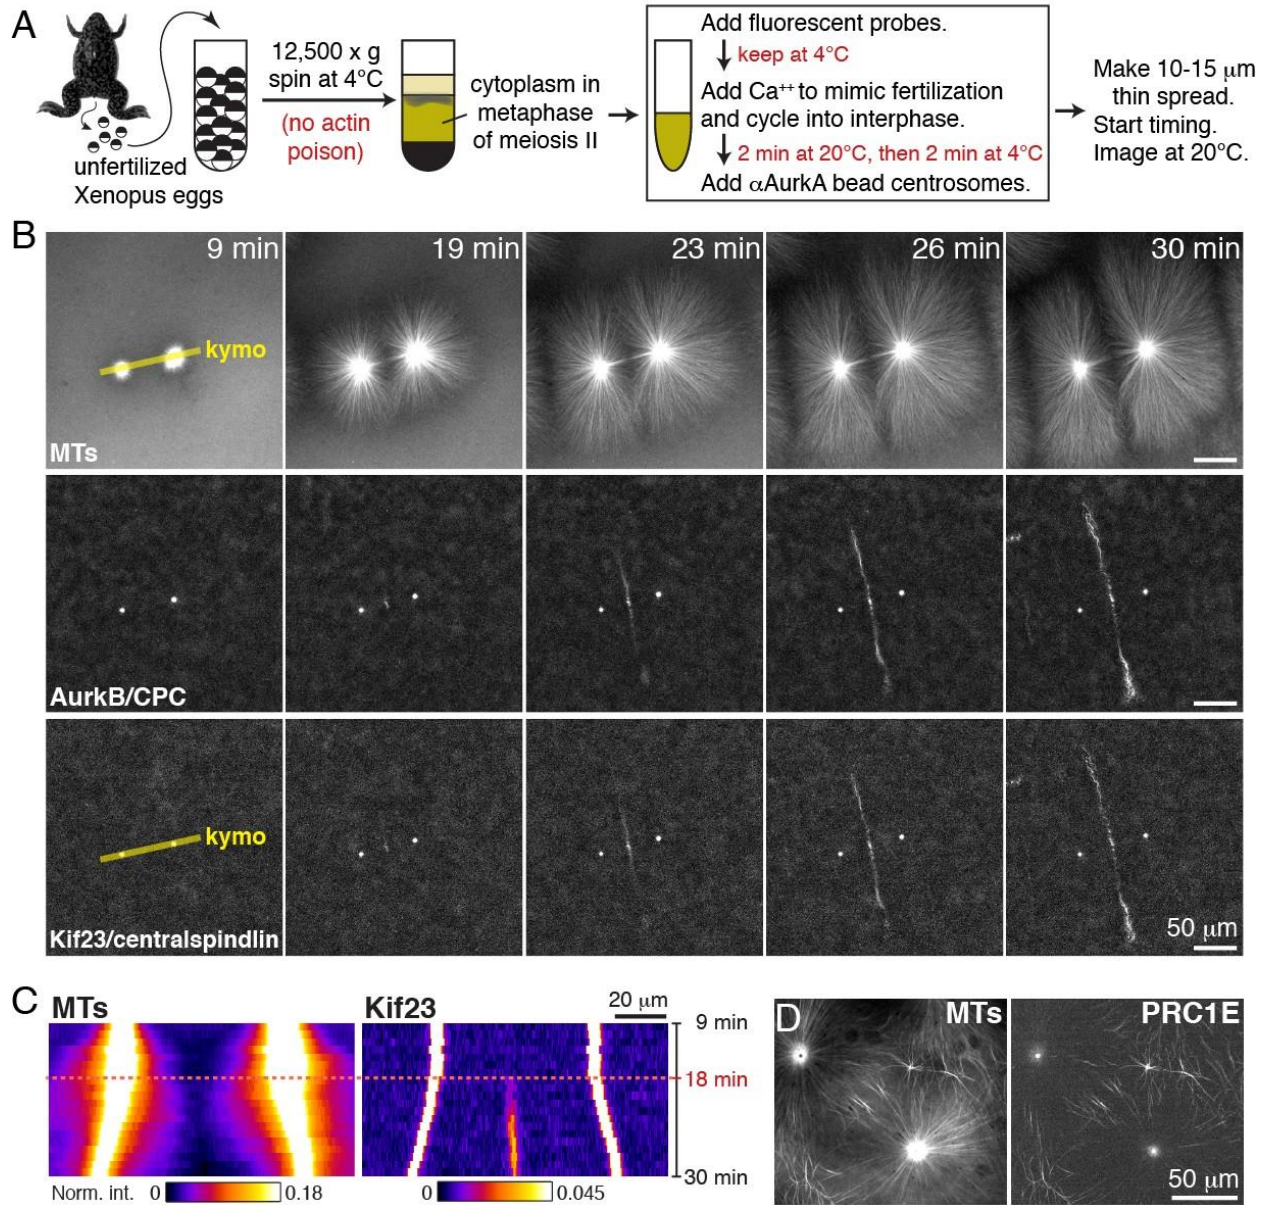 A
unfertilized
Xenopus eggs
12,500 x g
spin at 4°C
(no actin
poison)
cytoplasm in
metaphase
of meiosis II
Add fluorescent probes.
keep at 4°C
Add Ca⁺⁺ to mimic fertilization
and cycle into interphase.
2 min at 20°C, then 2 min at 4°C
Add αAurkA bead centrosomes.
Make 10-15 μm
thin spread.
Start timing.
Image at 20°C.
B
9 min
19 min
23 min
26 min
30 min
kymo
MTs
AurkB/CPC
kymo
Kif23/centralspindlin
50 μm
C
MTs
Kif23
20 μm
9 min
18 min
30 min
Norm. int.
0
0.18
0
0.045
D
MTs
PRC1E
50 μm